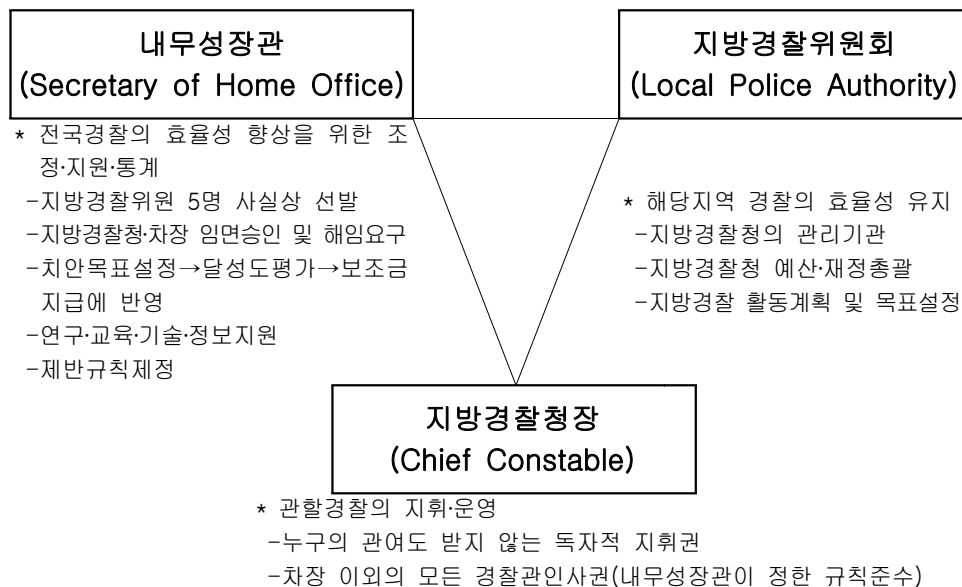 내무성장관
(Secretary of Home Office)
* 전국경찰의 효율성 향상을 위한 조
정·지원·통계
-지방경찰위원 5명 사실상 선발
-지방경찰청·차장 임면승인 및 해임요구
-치안목표설정→달성도평가→보조금
지급에 반영
-연구·교육·기술·정보지원
-제반규칙제정
지방경찰위원회
(Local Police Authority)
* 해당지역 경찰의 효율성 유지
-지방경찰청의 관리기관
-지방경찰청 예산·재정총괄
-지방경찰 활동계획 및 목표설정
지방경찰청장
(Chief Constable)
* 관할경찰의 지휘·운영
-누구의 관여도 받지 않는 독자적 지휘권
-차장 이외의 모든 경찰관인사권(내무성장관이 정한 규칙준수)